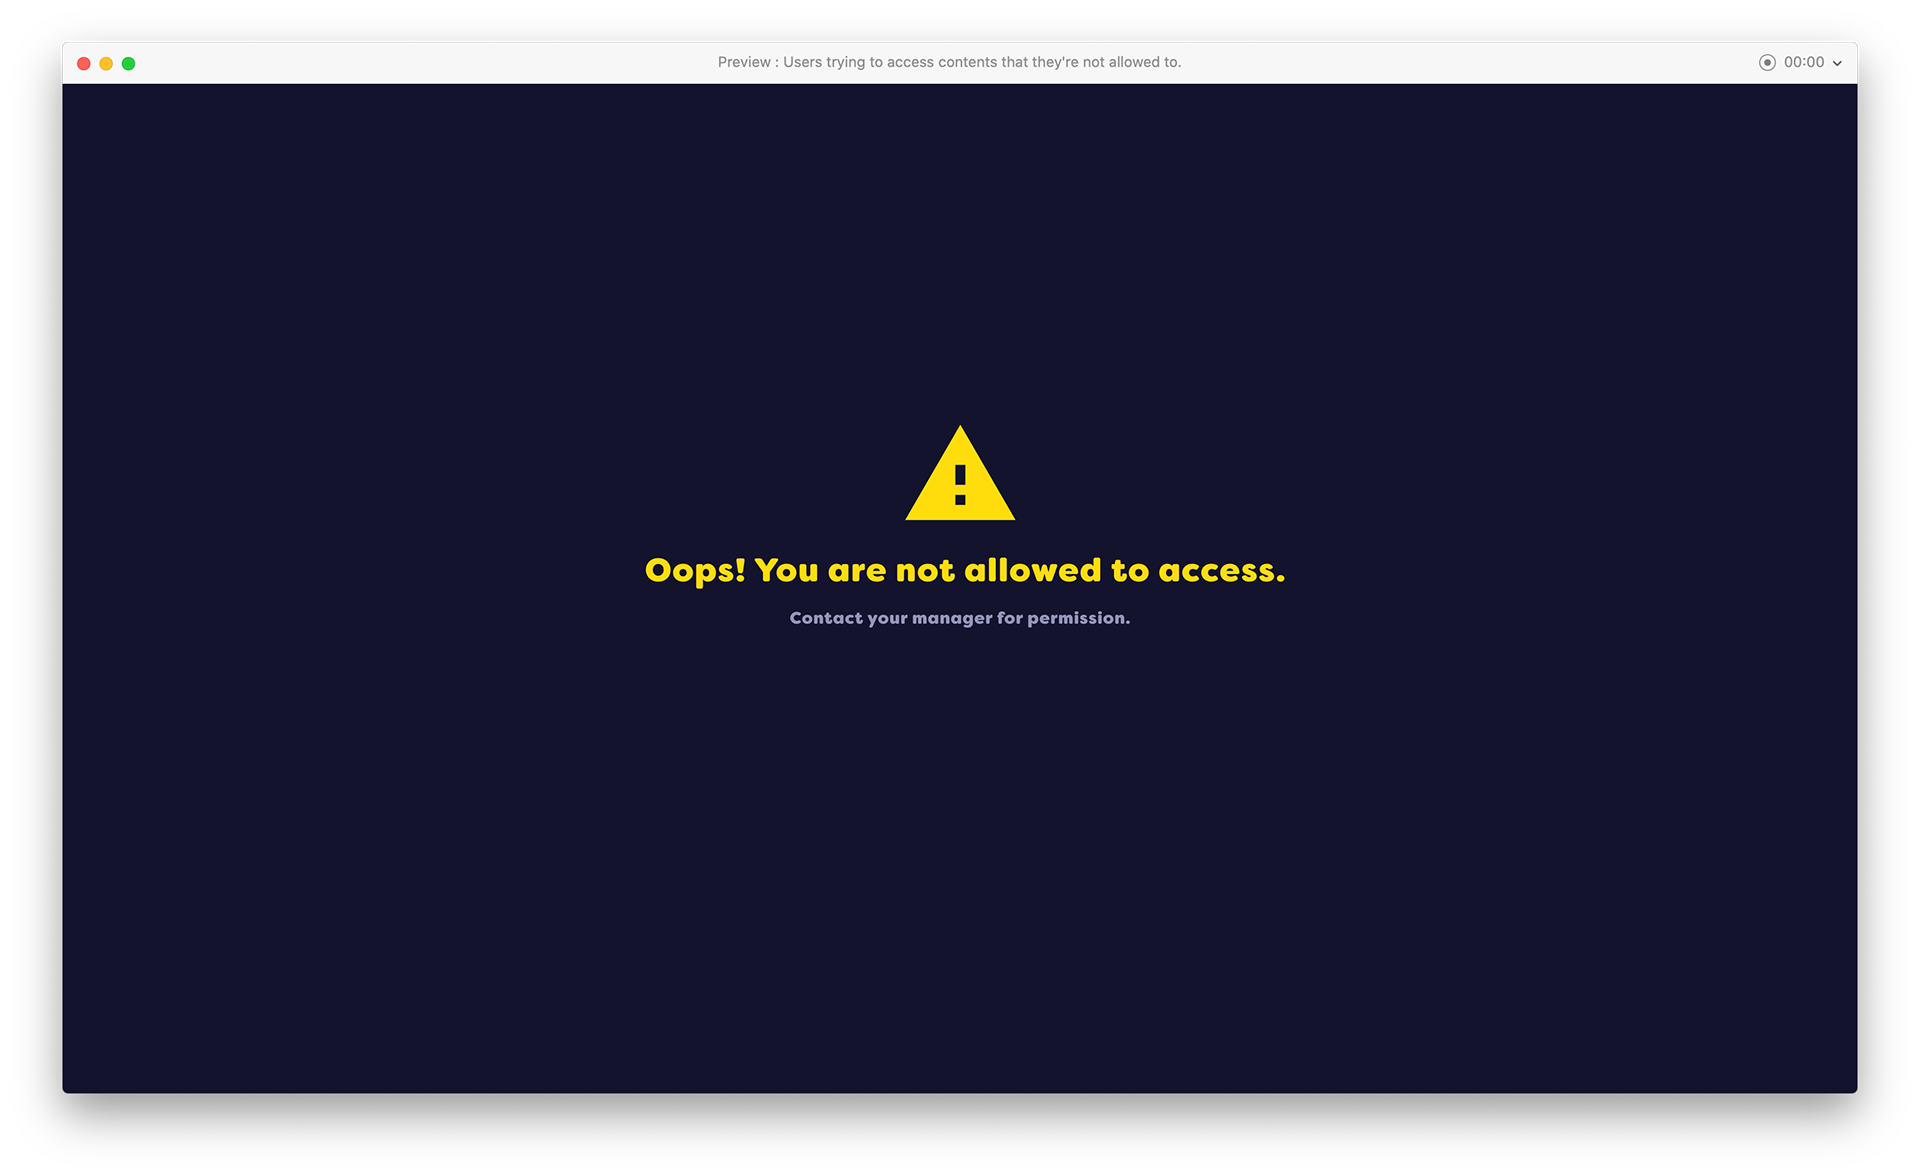 Preview : Users trying to access contents that they're not allowed to.
00:00
Oops! You are not allowed to access.
Contact your manager for permission.